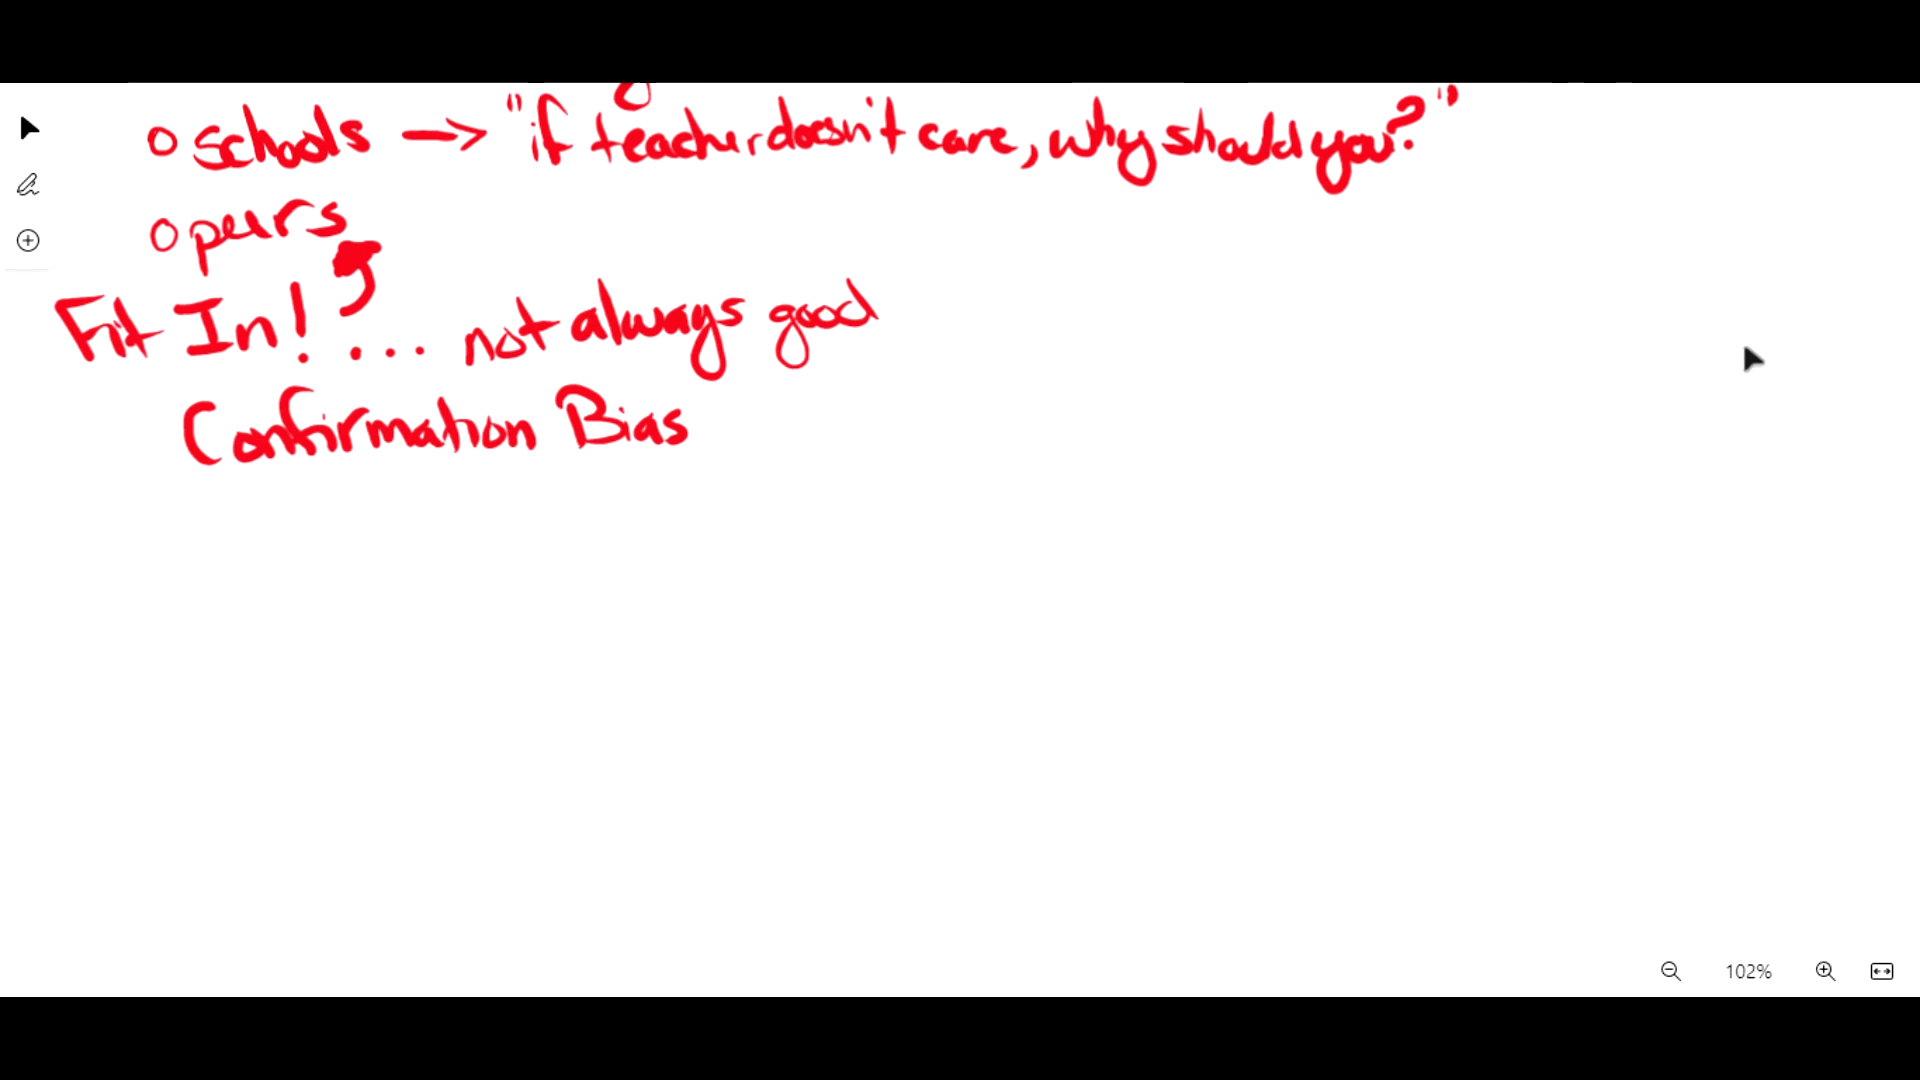 o schools → "if teacher doesn't care, why should you?"
o peers
Fit In! ... not always good
Confirmation Bias
102%